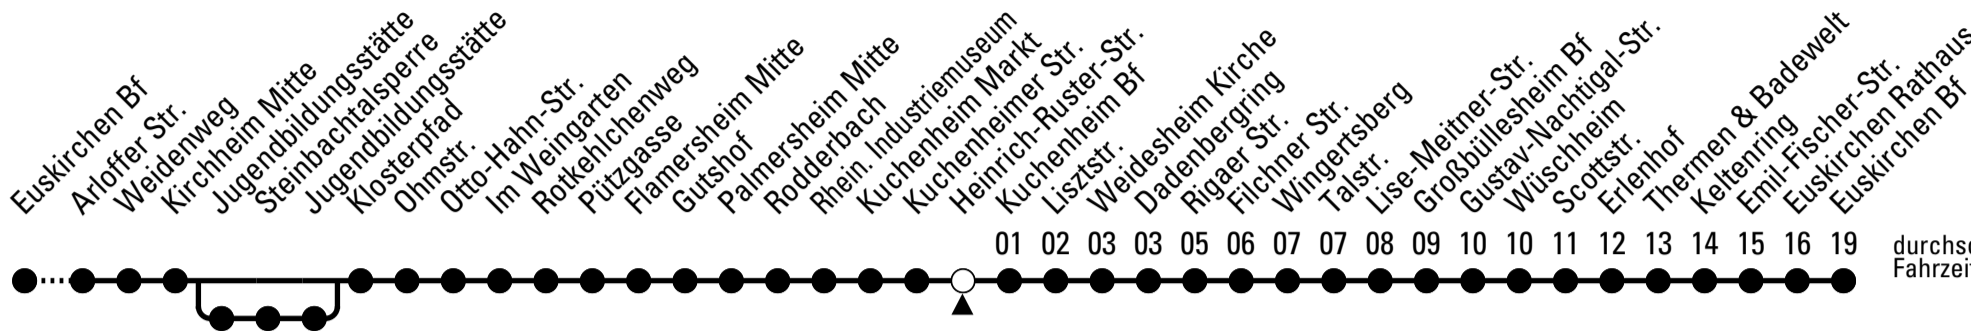 Euskirchen Bf
Arloffer Str.
Weidenweg
Kirchheim Mitte
Jugendbildungsstätte
Steinbachtalsperre
Jugendbildungsstätte
Klosterpfad
Ohmstr.
Otto-Hahn-Str.
Im Weingarten
Rotkehlchenweg
Pützgasse
Flamersheim Mitte
Gutshof
Palmersheim Mitte
Rodderbach
Rhein. Industriemuseum
Kuchenheim Markt
Kuchenheimer Str.
Heinrich-Ruster-Str.
Kuchenheim Bf
Lisztstr.
Weidesheim Kirche
Dadenbergring
Rigaer Str.
Filchner Str.
Wingertsberg
Talstr.
Lise-Meitner-Str.
Großbüllesheim Bf
Gustav-Nachtigal-Str.
Wüschheim
Scottstr.
Erlenhof
Thermen & Badewelt
Keltenring
Emil-Fischer-Str.
Euskirchen Rathaus
Euskirchen Bf
01 02 03 03 05 06 07 07 08 09 10 10 11 12 13 14 15 16 19
durchsc
Fahrzeit